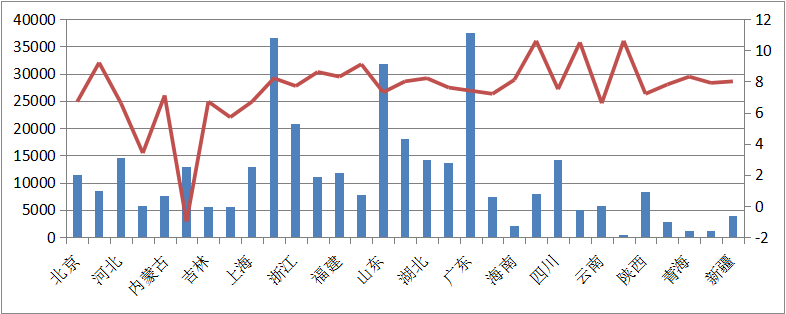 40000
35000
30000
25000
20000
15000
10000
5000
0
12
10
8
6
4
2
0
-2
北京
河北
内蒙古
吉林
上海
浙江
福建
山东
湖北
广东
海南
四川
云南
陕西
青海
新疆